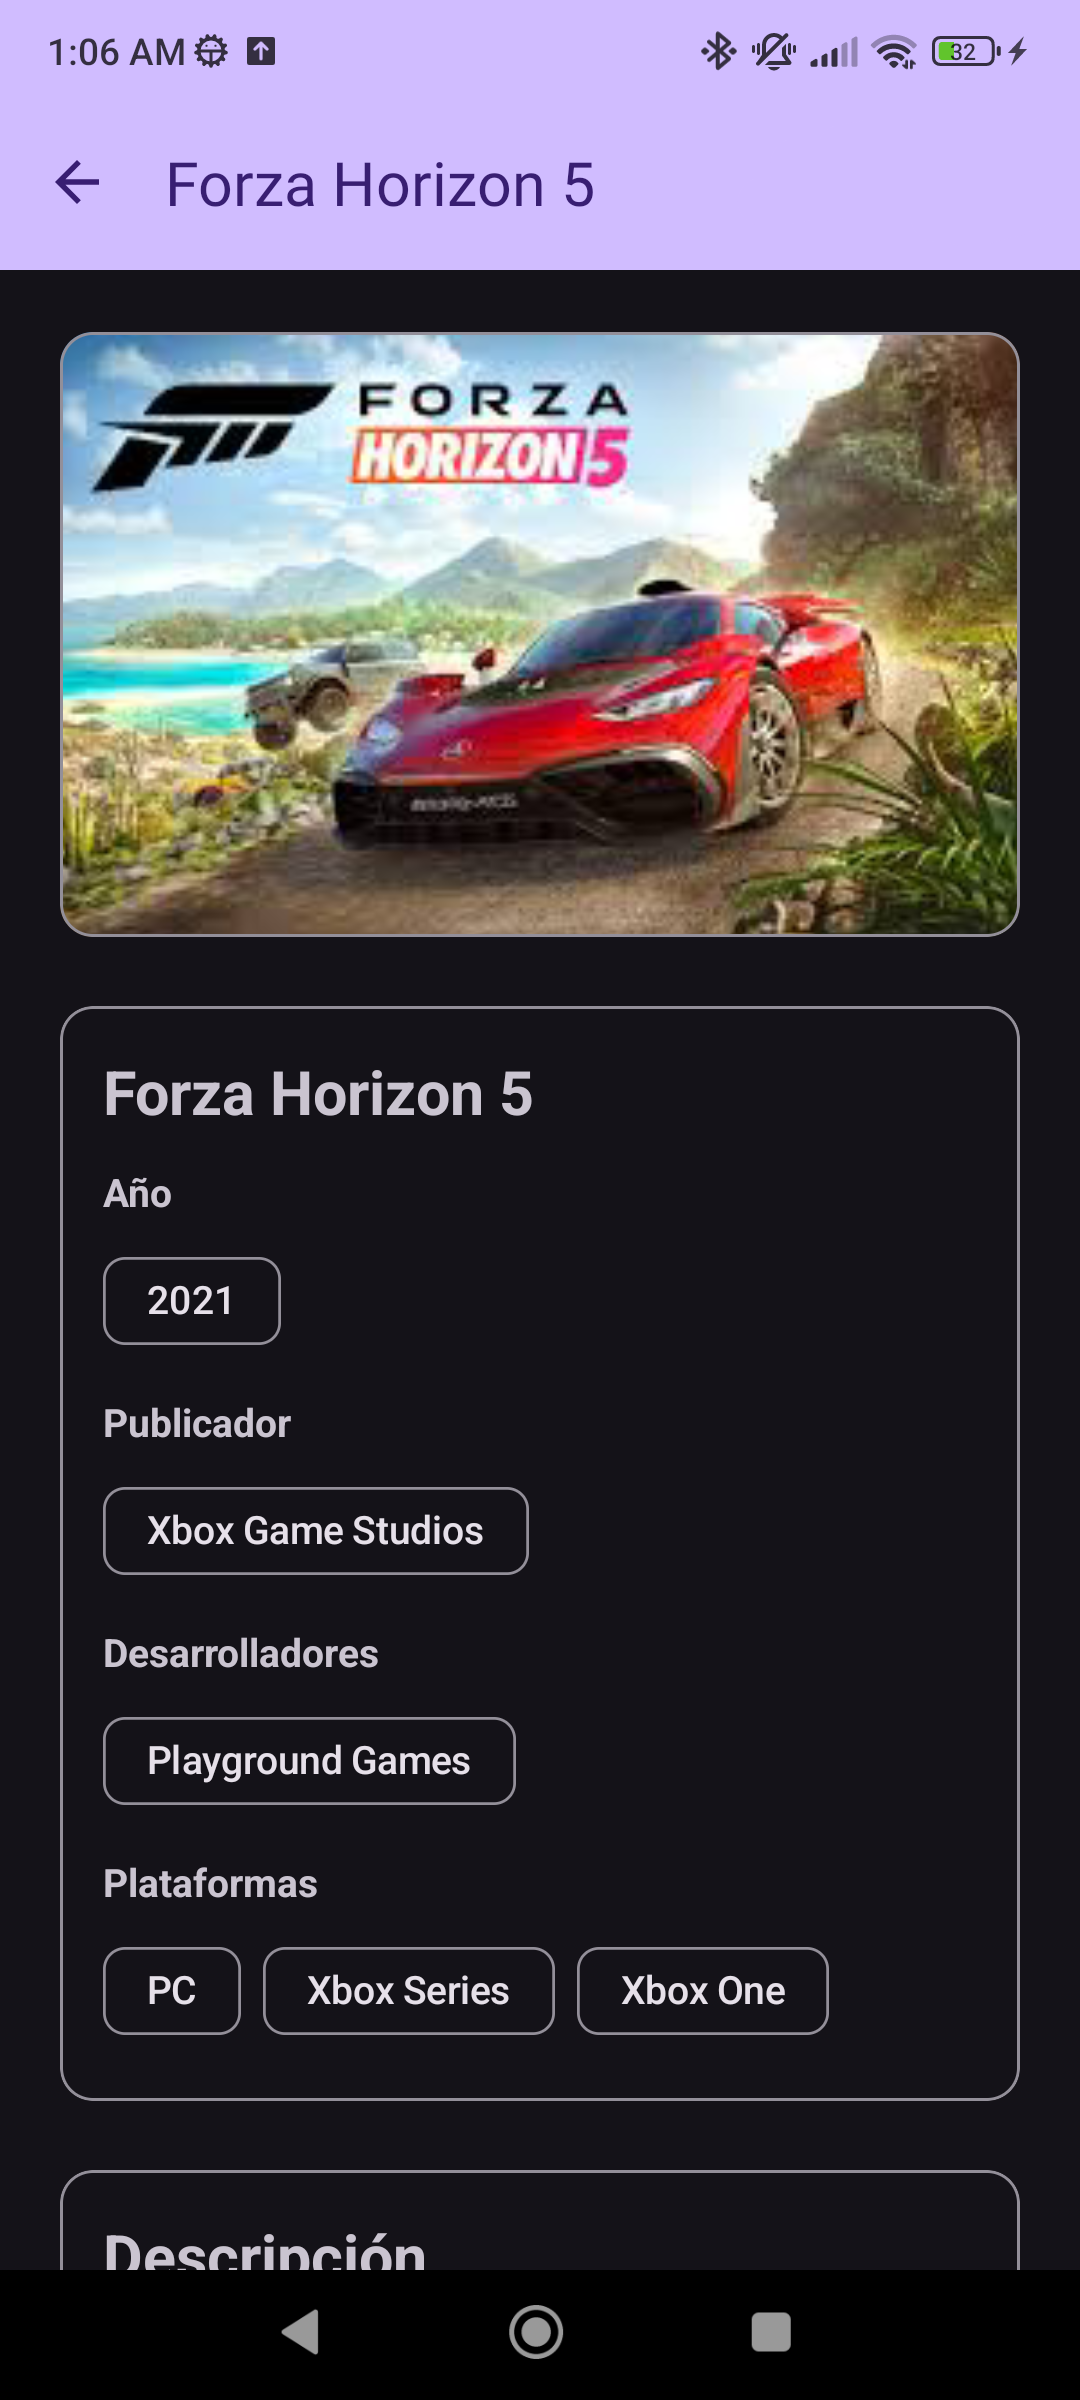 1:06 AM
32
Forza Horizon 5
FORZA
HORIZON 5
Forza Horizon 5
Año
2021
Publicador
Xbox Game Studios
Desarrolladores
Playground Games
Plataformas
PC Xbox Series Xbox One
Descripción